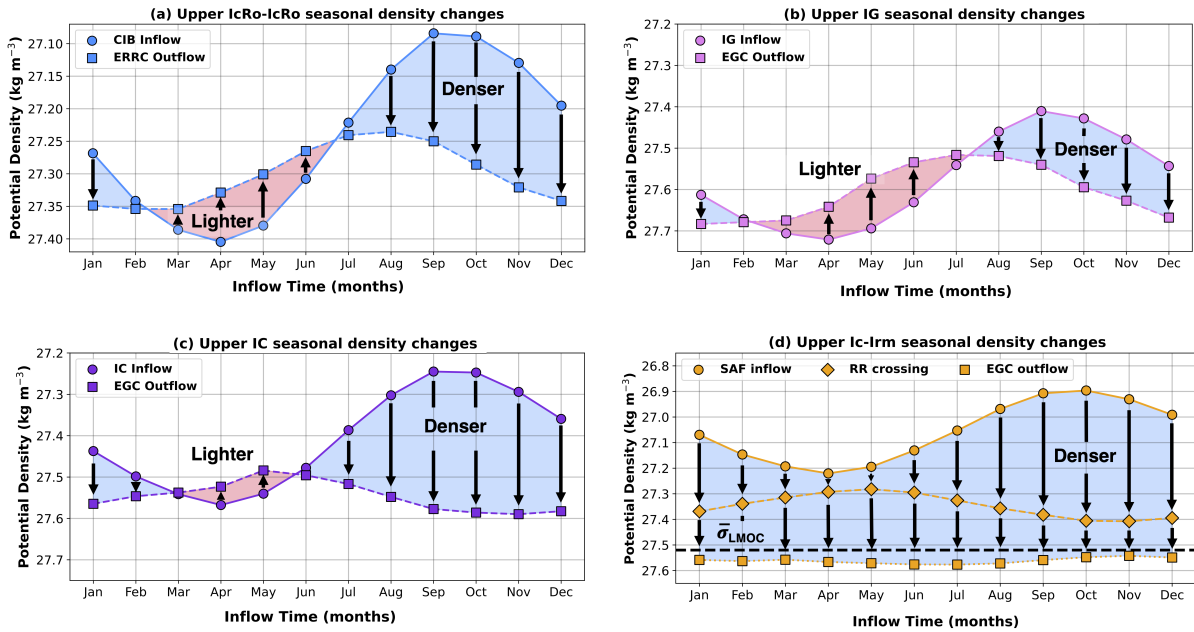 (a) Upper IcRo-IcRo seasonal density changes
CIB Inflow
ERRC Outflow
27.10
27.15
27.20
27.25
27.30
27.35
27.40
Potential Density (kg m⁻³)
Denser
Lighter
Jan Feb Mar Apr May Jun Jul Aug Sep Oct Nov Dec
Inflow Time (months)
(b) Upper IG seasonal density changes
IG Inflow
EGC Outflow
27.2
27.3
27.4
27.5
27.6
27.7
Potential Density (kg m⁻³)
Lighter
Denser
Jan Feb Mar Apr May Jun Jul Aug Sep Oct Nov Dec
Inflow Time (months)
(c) Upper IC seasonal density changes
IC Inflow
EGC Outflow
27.2
27.3
27.4
27.5
27.6
27.7
Potential Density (kg m⁻³)
Lighter
Denser
Jan Feb Mar Apr May Jun Jul Aug Sep Oct Nov Dec
Inflow Time (months)
(d) Upper Ic-Irm seasonal density changes
SAF inflow RR crossing EGC outflow
26.8
26.9
27.0
27.1
27.2
27.3
27.4
27.5
27.6
Potential Density (kg m⁻³)
Denser
σ̅LMOC
Jan Feb Mar Apr May Jun Jul Aug Sep Oct Nov Dec
Inflow Time (months)